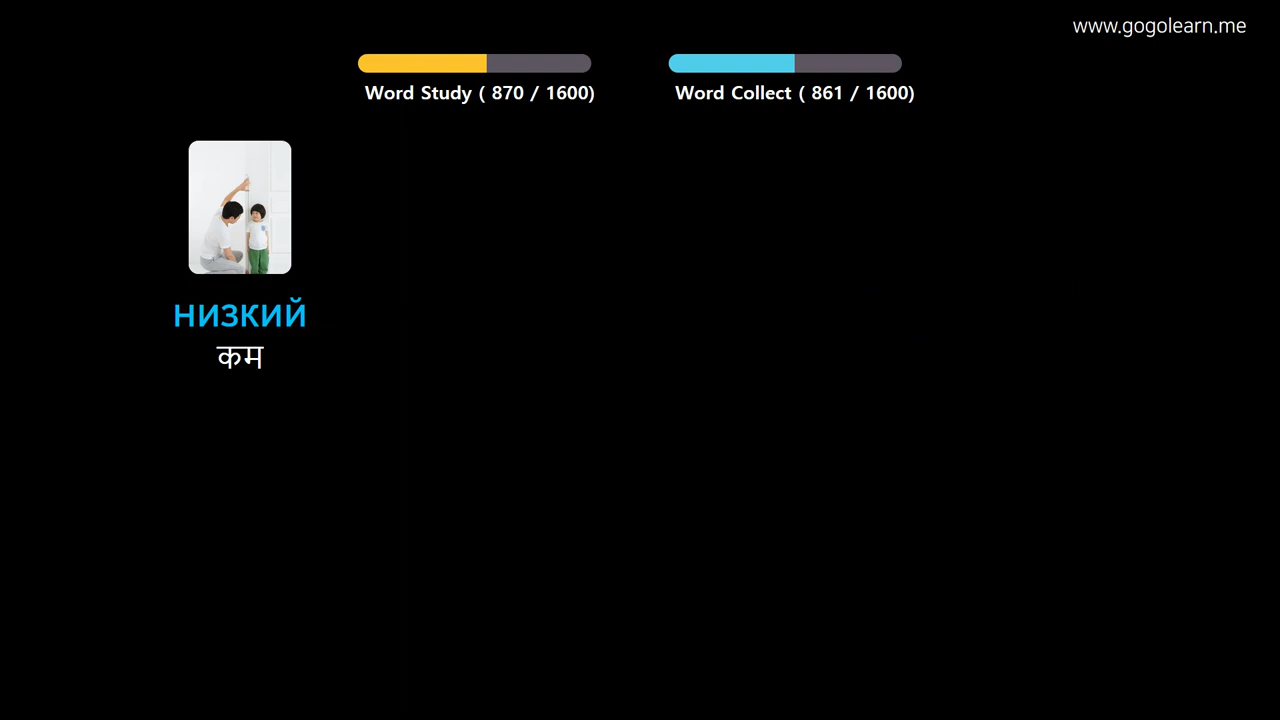 www.gogolearn.me
Word Study ( 870 / 1600)
Word Collect ( 861 / 1600)
низкий
कम